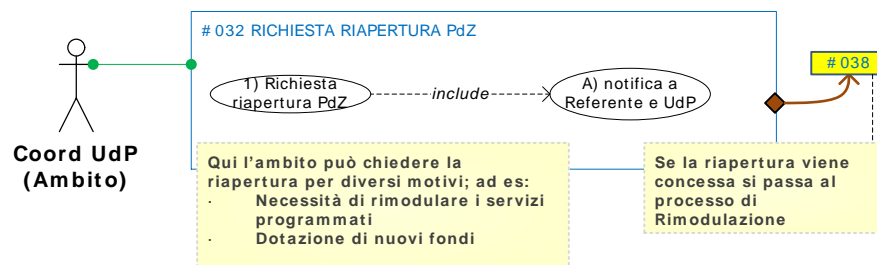 # 032 RICHIESTA RIAPERTURA PdZ
# 038
1) Richiesta
riapertura PdZ
include
A) notifica a
Referente e UdP
Coord UdP
(Ambito)
Qui l'ambito può chiedere la
riapertura per diversi motivi; ad es:
· Necessità di rimodulare i servizi
programmati
· Dotazione di nuovi fondi
Se la riapertura viene
concessa si passa al
processo di
Rimodulazione